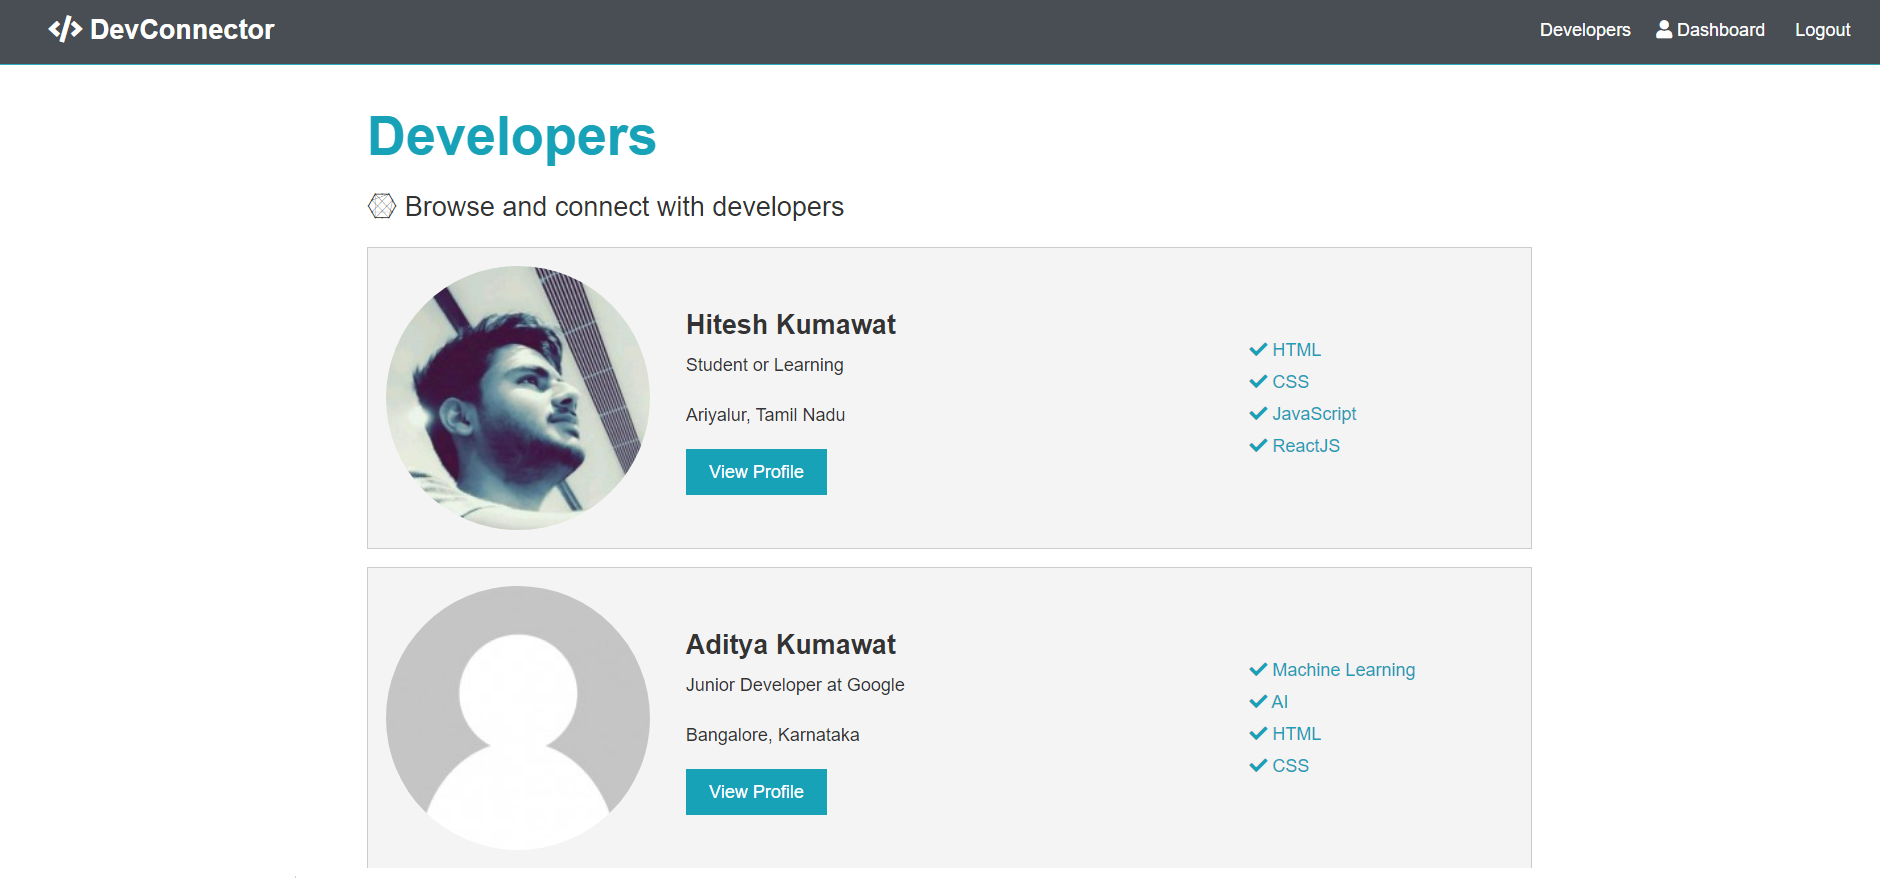 DevConnector
Developers
Dashboard
Logout
Developers
Browse and connect with developers
Hitesh Kumawat
Student or Learning
Ariyalur, Tamil Nadu
View Profile
HTML
CSS
JavaScript
ReactJS
Aditya Kumawat
Junior Developer at Google
Bangalore, Karnataka
View Profile
Machine Learning
AI
HTML
CSS